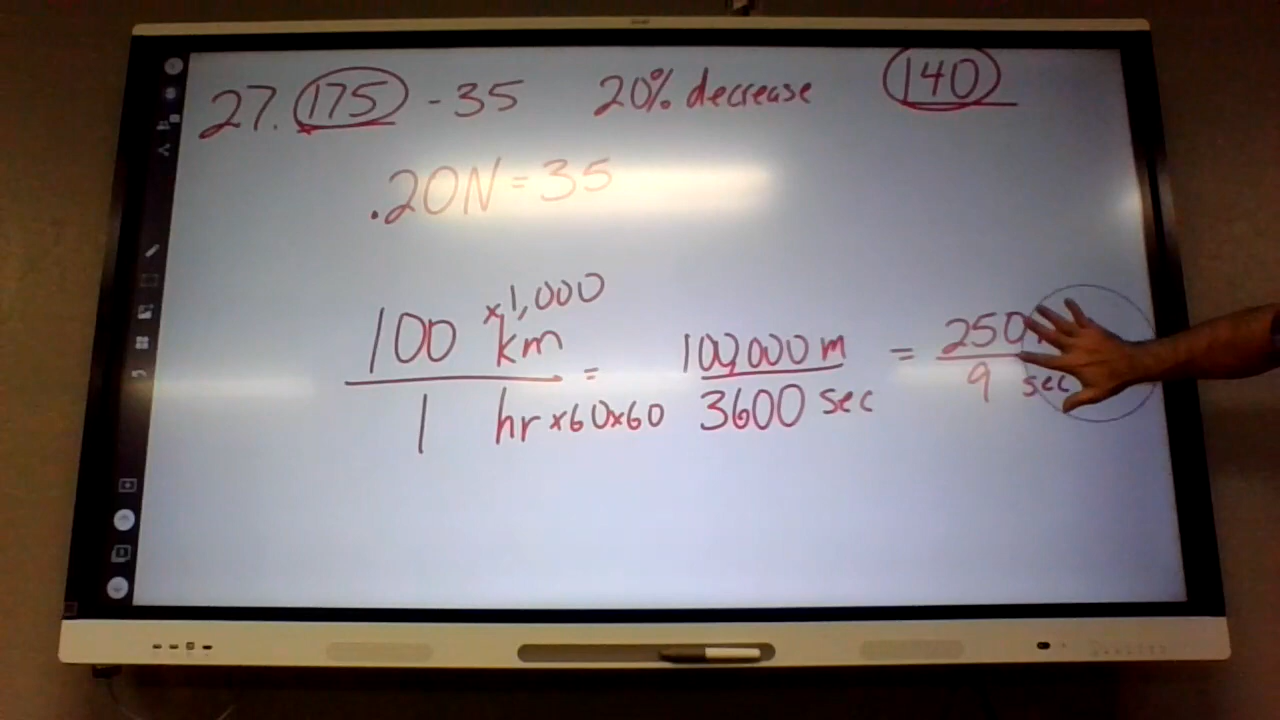 27. 175 - 35 20% decrease 140
.20N = 35
x1,000
100 km = 100,000 m = 250
1 hr x60x60 3600 sec 9 sec